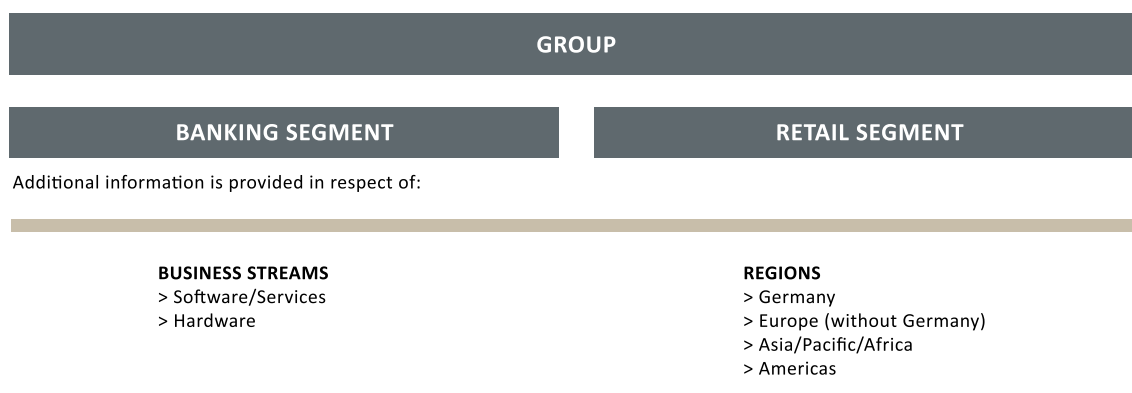 GROUP
BANKING SEGMENT
RETAIL SEGMENT
Additional information is provided in respect of:
BUSINESS STREAMS
> Software/Services
> Hardware
REGIONS
> Germany
> Europe (without Germany)
> Asia/Pacific/Africa
> Americas